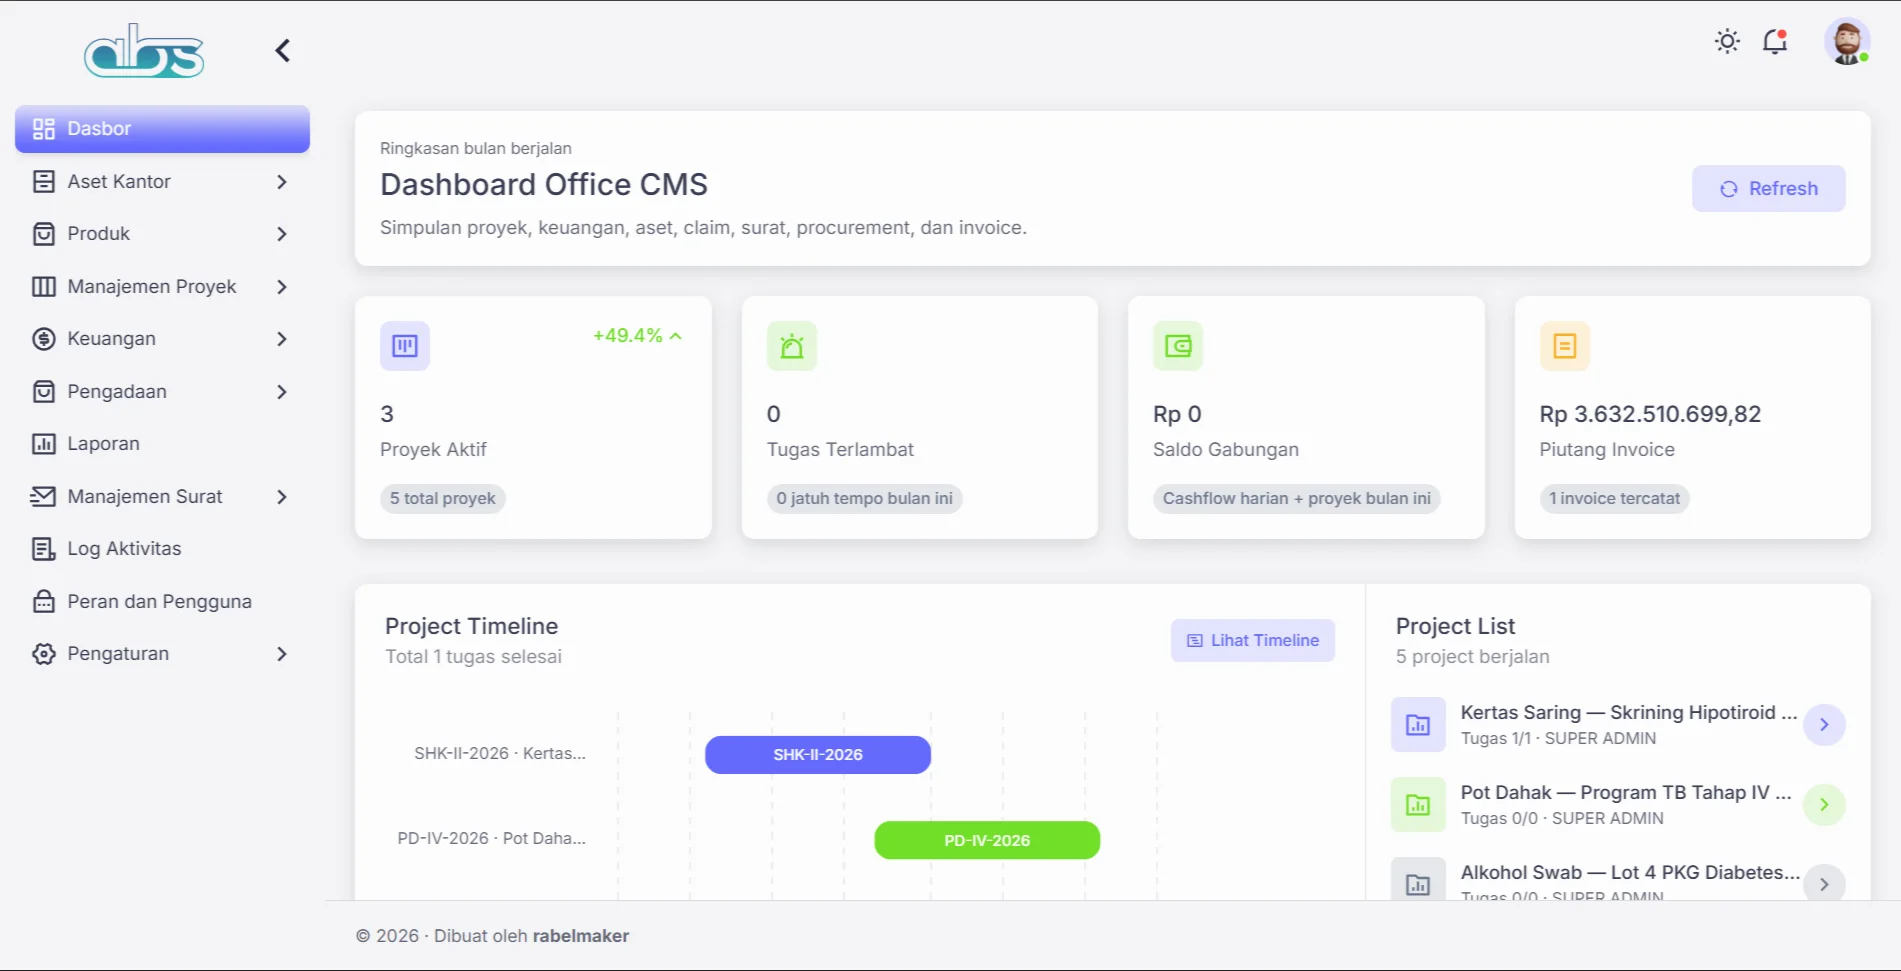 abs
Dasbor
Aset Kantor
Produk
Manajemen Proyek
Keuangan
Pengadaan
Laporan
Manajemen Surat
Log Aktivitas
Peran dan Pengguna
Pengaturan
Ringkasan bulan berjalan
Dashboard Office CMS
Simpulan proyek, keuangan, aset, claim, surat, procurement, dan invoice.
Refresh
+49.4%
3
Proyek Aktif
5 total proyek
0
Tugas Terlambat
0 jatuh tempo bulan ini
Rp 0
Saldo Gabungan
Cashflow harian + proyek bulan ini
Rp 3.632.510.699,82
Piutang Invoice
1 invoice tercatat
Project Timeline
Total 1 tugas selesai
Lihat Timeline
SHK-II-2026 · Kertas...
SHK-II-2026
PD-IV-2026 · Pot Daha...
PD-IV-2026
Project List
5 project berjalan
Kertas Saring — Skrining Hipotiroid ...
Tugas 1/1 · SUPER ADMIN
Pot Dahak — Program TB Tahap IV ...
Tugas 0/0 · SUPER ADMIN
Alkohol Swab — Lot 4 PKG Diabetes...
Tugas 0/0 · SUPER ADMIN
© 2026 · Dibuat oleh rabelmaker